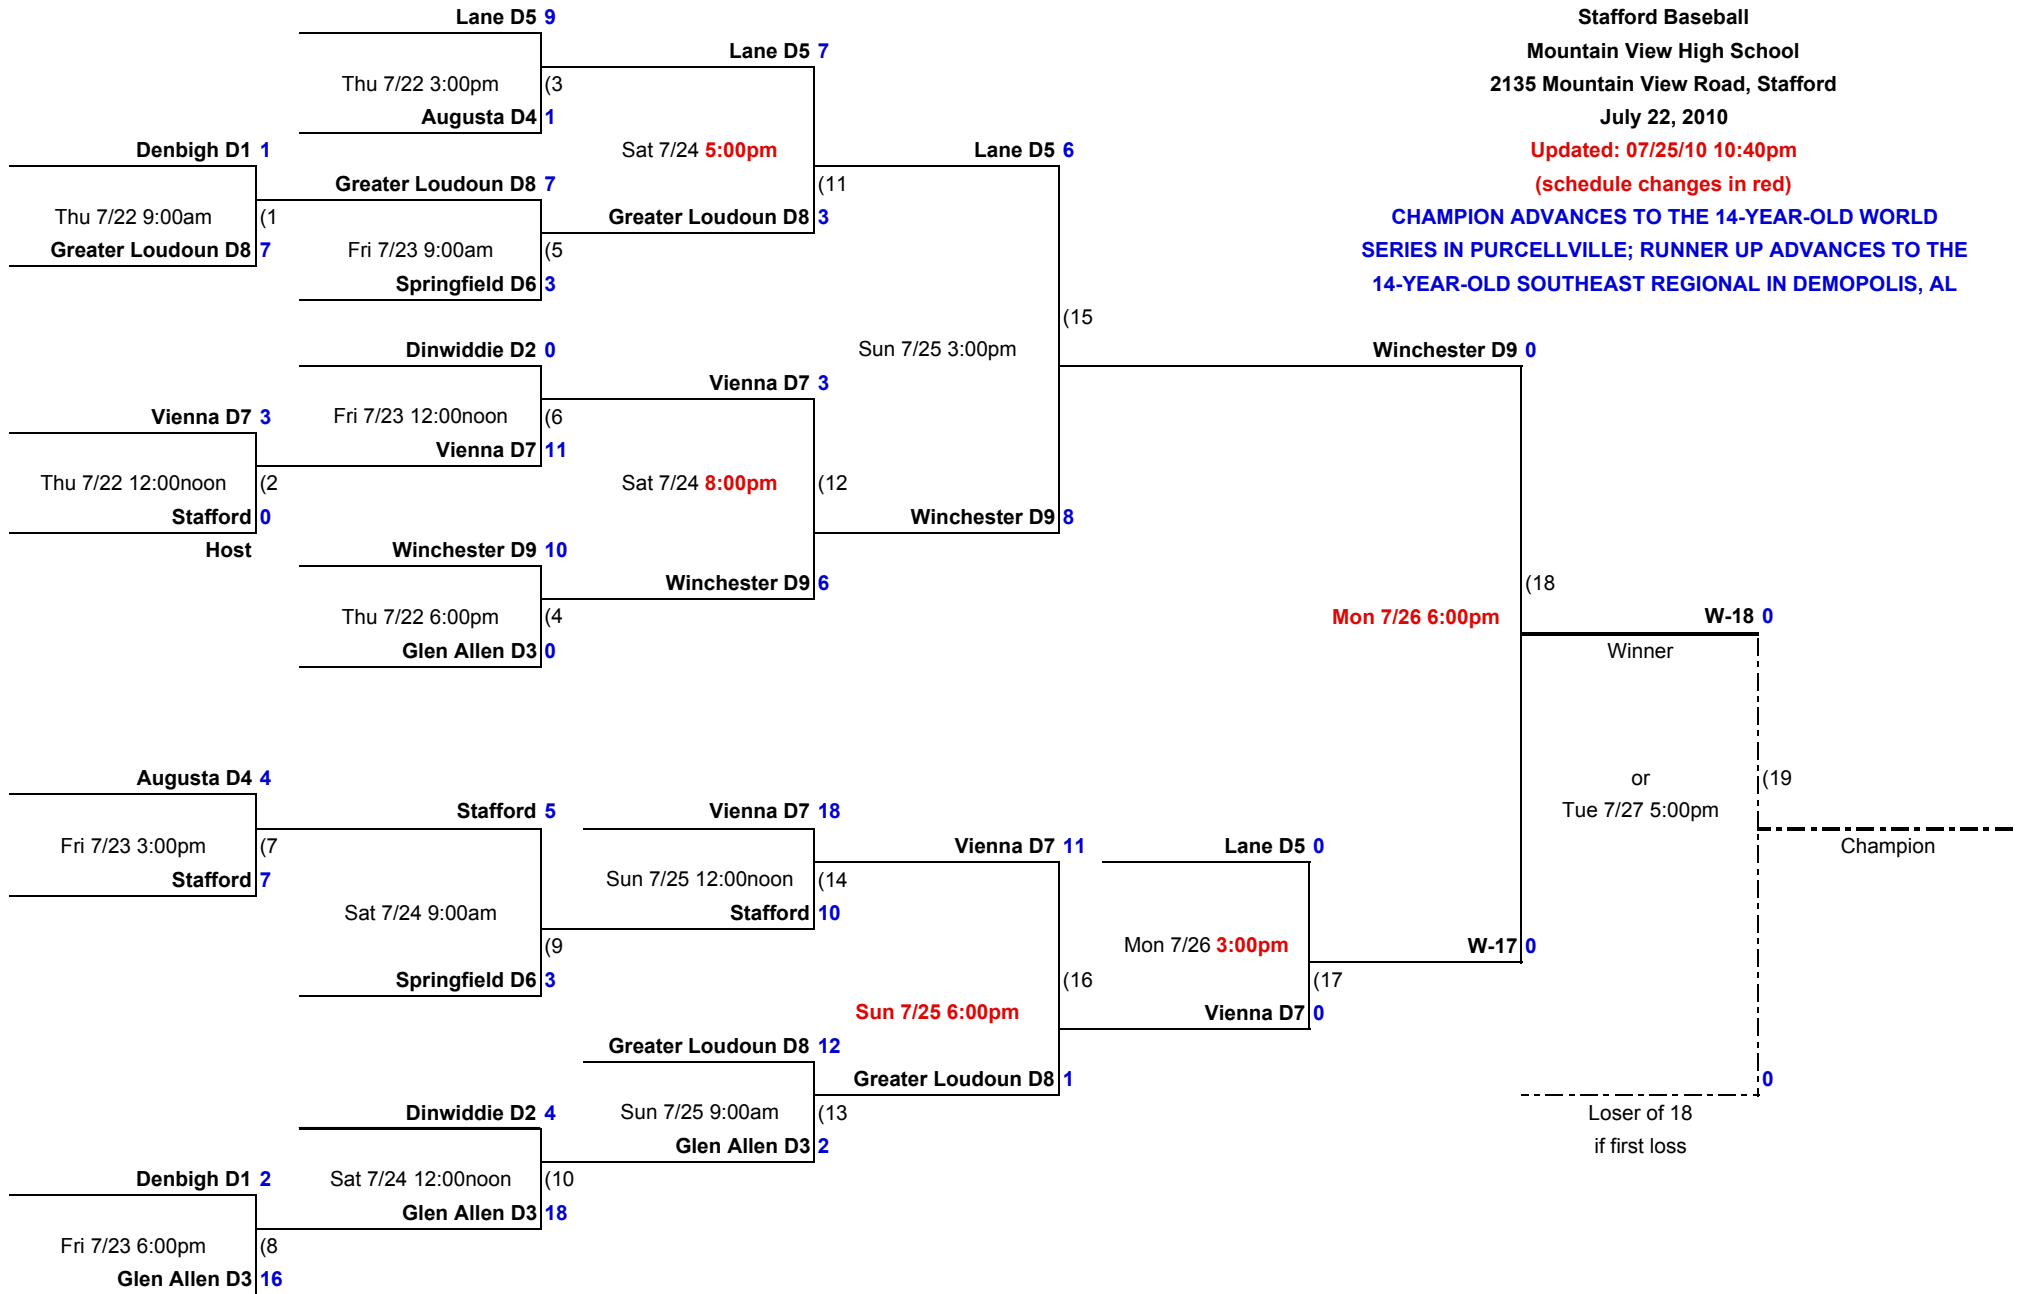 Lane D5 9
Stafford Baseball
Lane D5 7
Mountain View High School
Thu 7/22 3:00pm (3
2135 Mountain View Road, Stafford
Augusta D4 1
July 22, 2010
Denbigh D1 1
Sat 7/24 5:00pm
Lane D5 6
Updated: 07/25/10 10:40pm
Greater Loudoun D8 7
(11
(schedule changes in red)
Thu 7/22 9:00am (1
Greater Loudoun D8 3
CHAMPION ADVANCES TO THE 14-YEAR-OLD WORLD
Greater Loudoun D8 7
Fri 7/23 9:00am (5
SERIES IN PURCELLVILLE; RUNNER UP ADVANCES TO THE
Springfield D6 3
14-YEAR-OLD SOUTHEAST REGIONAL IN DEMOPOLIS, AL
(15
Dinwiddie D2 0
Sun 7/25 3:00pm
Winchester D9 0
Vienna D7 3
Vienna D7 3
Fri 7/23 12:00noon (6
Vienna D7 11
Thu 7/22 12:00noon (2
Sat 7/24 8:00pm (12
Stafford 0
Winchester D9 8
Host
Winchester D9 10
Winchester D9 6
(18
Thu 7/22 6:00pm (4
Mon 7/26 6:00pm
W-18 0
Glen Allen D3 0
Winner
Augusta D4 4
or
(19
Stafford 5
Vienna D7 18
Tue 7/27 5:00pm
Fri 7/23 3:00pm (7
Vienna D7 11
Lane D5 0
Champion
Stafford 7
Sun 7/25 12:00noon (14
Sat 7/24 9:00am
Stafford 10
(9
Mon 7/26 3:00pm
W-17 0
Springfield D6 3
(16
(17
Sun 7/25 6:00pm
Vienna D7 0
Greater Loudoun D8 12
Greater Loudoun D8 1
0
Dinwiddie D2 4
Sun 7/25 9:00am (13
Loser of 18
Glen Allen D3 2
if first loss
Denbigh D1 2
Sat 7/24 12:00noon (10
Glen Allen D3 18
Fri 7/23 6:00pm (8
Glen Allen D3 16